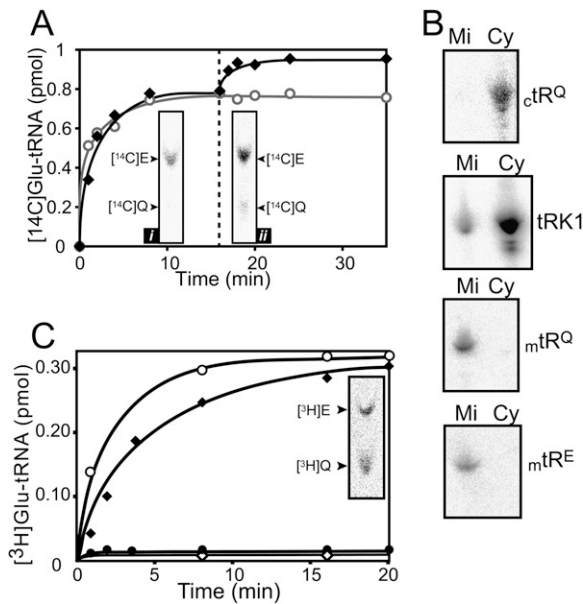 A
[14C]Glu-tRNA (pmol)
1
0.8
0.6
0.4
0.2
0
[14C]E
[14C]Q
i
[14C]E
[14C]Q
ii
0 10 20 30
Time (min)
B
Mi Cy
ctRQ
Mi Cy
tRK1
Mi Cy
mtRQ
Mi Cy
mtRE
C
[3H]Glu-tRNA (pmol)
0.30
0.20
0.10
0
[3H]E
[3H]Q
0 5 10 15 20
Time (min)